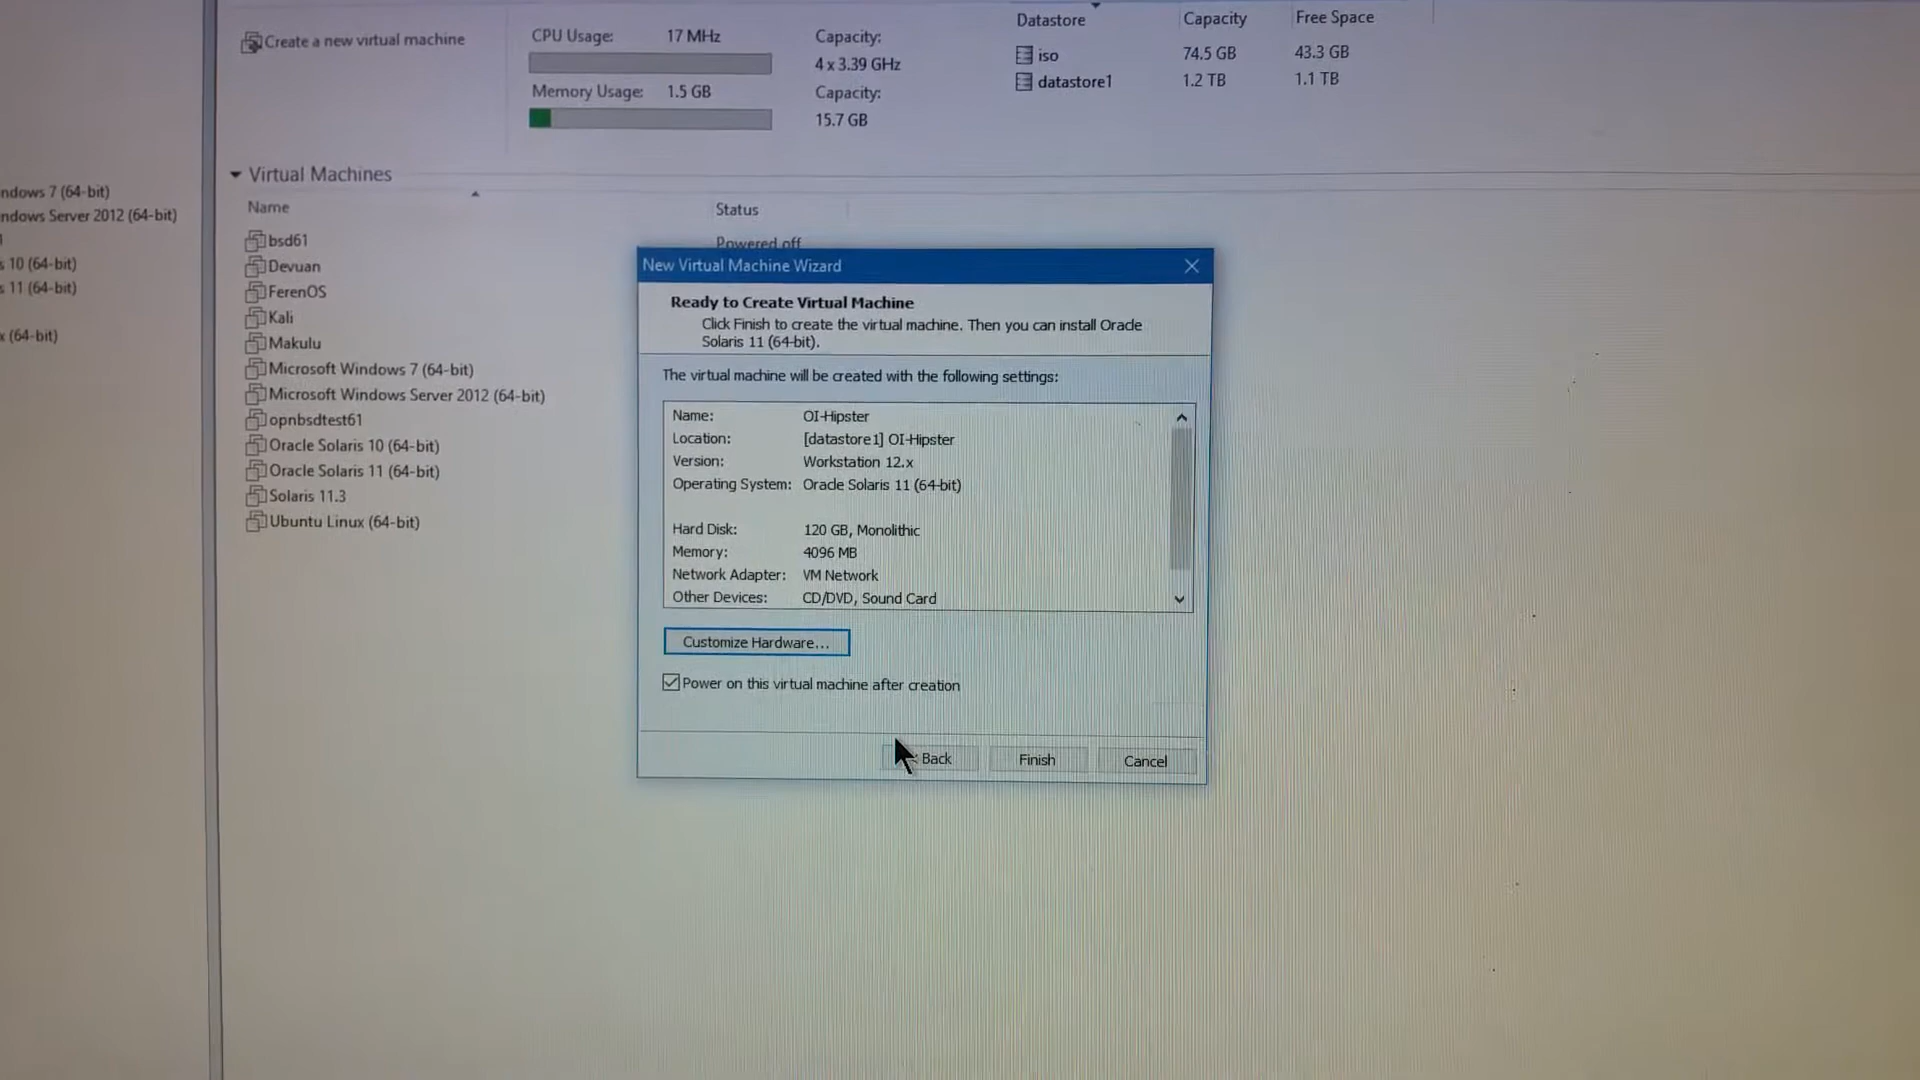 Create a new virtual machine
CPU Usage: 17 MHz
Memory Usage: 1.5 GB
Capacity:
4 x 3.39 GHz
Capacity:
15.7 GB
Datastore Capacity Free Space
iso 74.5 GB 43.3 GB
datastore1 1.2 TB 1.1 TB
ndows 7 (64-bit)
ndows Server 2012 (64-bit)
s 10 (64-bit)
s 11 (64-bit)
x (64-bit)
Virtual Machines
Name Status
bsd61 Powered off
Devuan
FerenOS
Kali
Makulu
Microsoft Windows 7 (64-bit)
Microsoft Windows Server 2012 (64-bit)
opnbsdtest61
Oracle Solaris 10 (64-bit)
Oracle Solaris 11 (64-bit)
Solaris 11.3
Ubuntu Linux (64-bit)
New Virtual Machine Wizard
Ready to Create Virtual Machine
Click Finish to create the virtual machine. Then you can install Oracle
Solaris 11 (64-bit).
The virtual machine will be created with the following settings:
Name: OI-Hipster
Location: [datastore1] OI-Hipster
Version: Workstation 12.x
Operating System: Oracle Solaris 11 (64-bit)
Hard Disk: 120 GB, Monolithic
Memory: 4096 MB
Network Adapter: VM Network
Other Devices: CD/DVD, Sound Card
Customize Hardware...
Power on this virtual machine after creation
Back Finish Cancel